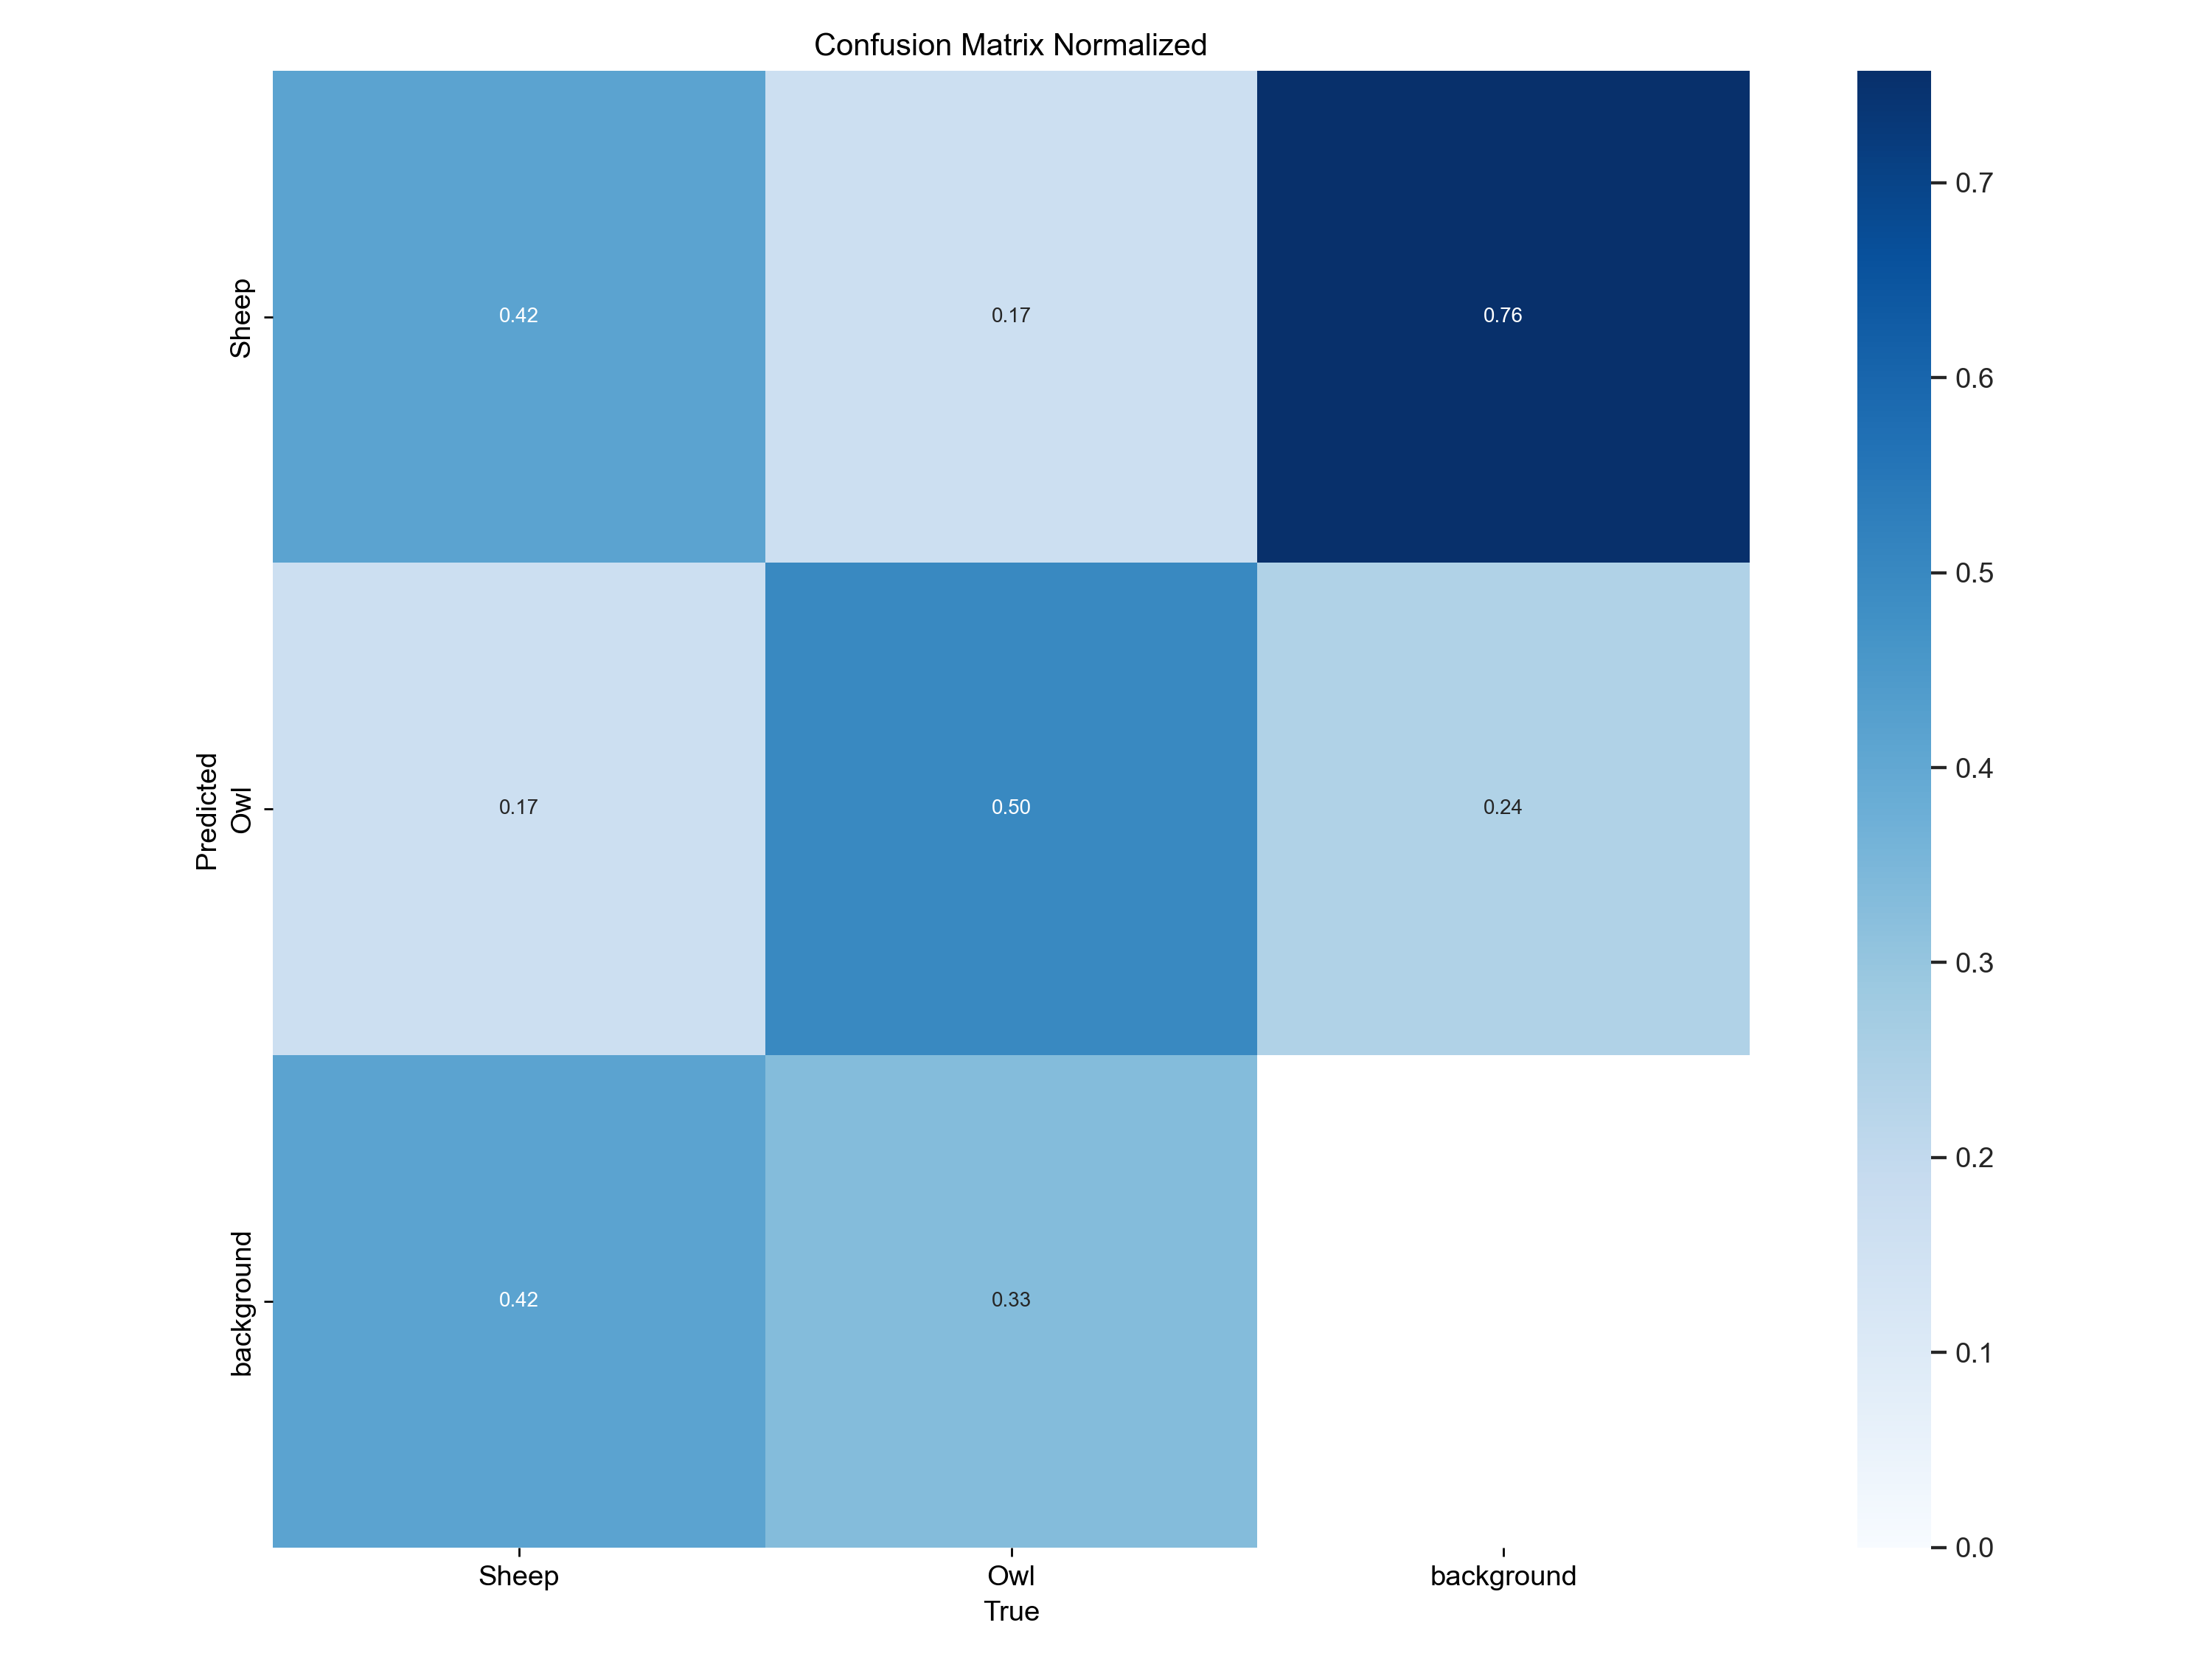 Confusion Matrix Normalized
Sheep
0.42
0.17
0.76
0.7
0.6
0.5
Predicted
Owl
0.17
0.50
0.24
0.4
0.3
0.2
background
0.42
0.33
0.1
0.0
Sheep
Owl
background
True